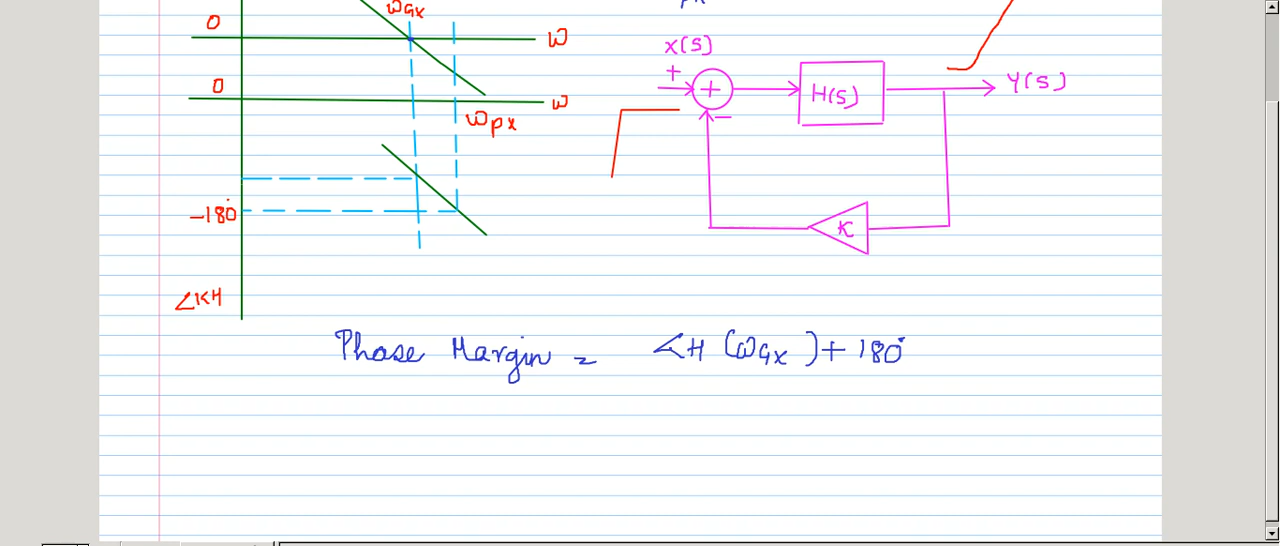 ωGx
0
ω
X(S)
+
+
−
H(S)
Y(S)
0
ω
ωpx
−180°
K
∠KH
Phase Margin = ∠H (ωGx) + 180°